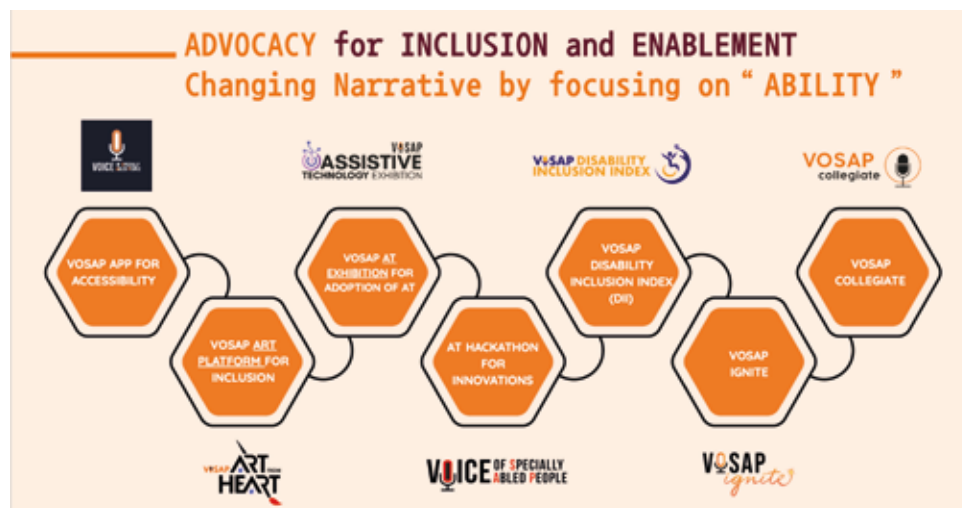 ADVOCACY for INCLUSION and ENABLEMENT
Changing Narrative by focusing on “ ABILITY ”
VOICE
VOSAP
ASSISTIVE
TECHNOLOGY EXHIBITION
VOSAP DISABILITY
INCLUSION INDEX
VOSAP
collegiate
VOSAP APP FOR
ACCESSIBILITY
VOSAP ART
PLATFORM FOR
INCLUSION
VOSAP AT
EXHIBITION FOR
ADOPTION OF AT
AT HACKATHON
FOR
INNOVATIONS
VOSAP
DISABILITY
INCLUSION INDEX
(DII)
VOSAP
IGNITE
VOSAP
COLLEGIATE
VOSAP ART FROM
HEART
VOICE OF SPECIALLY
ABLED PEOPLE
VOSAP
ignite